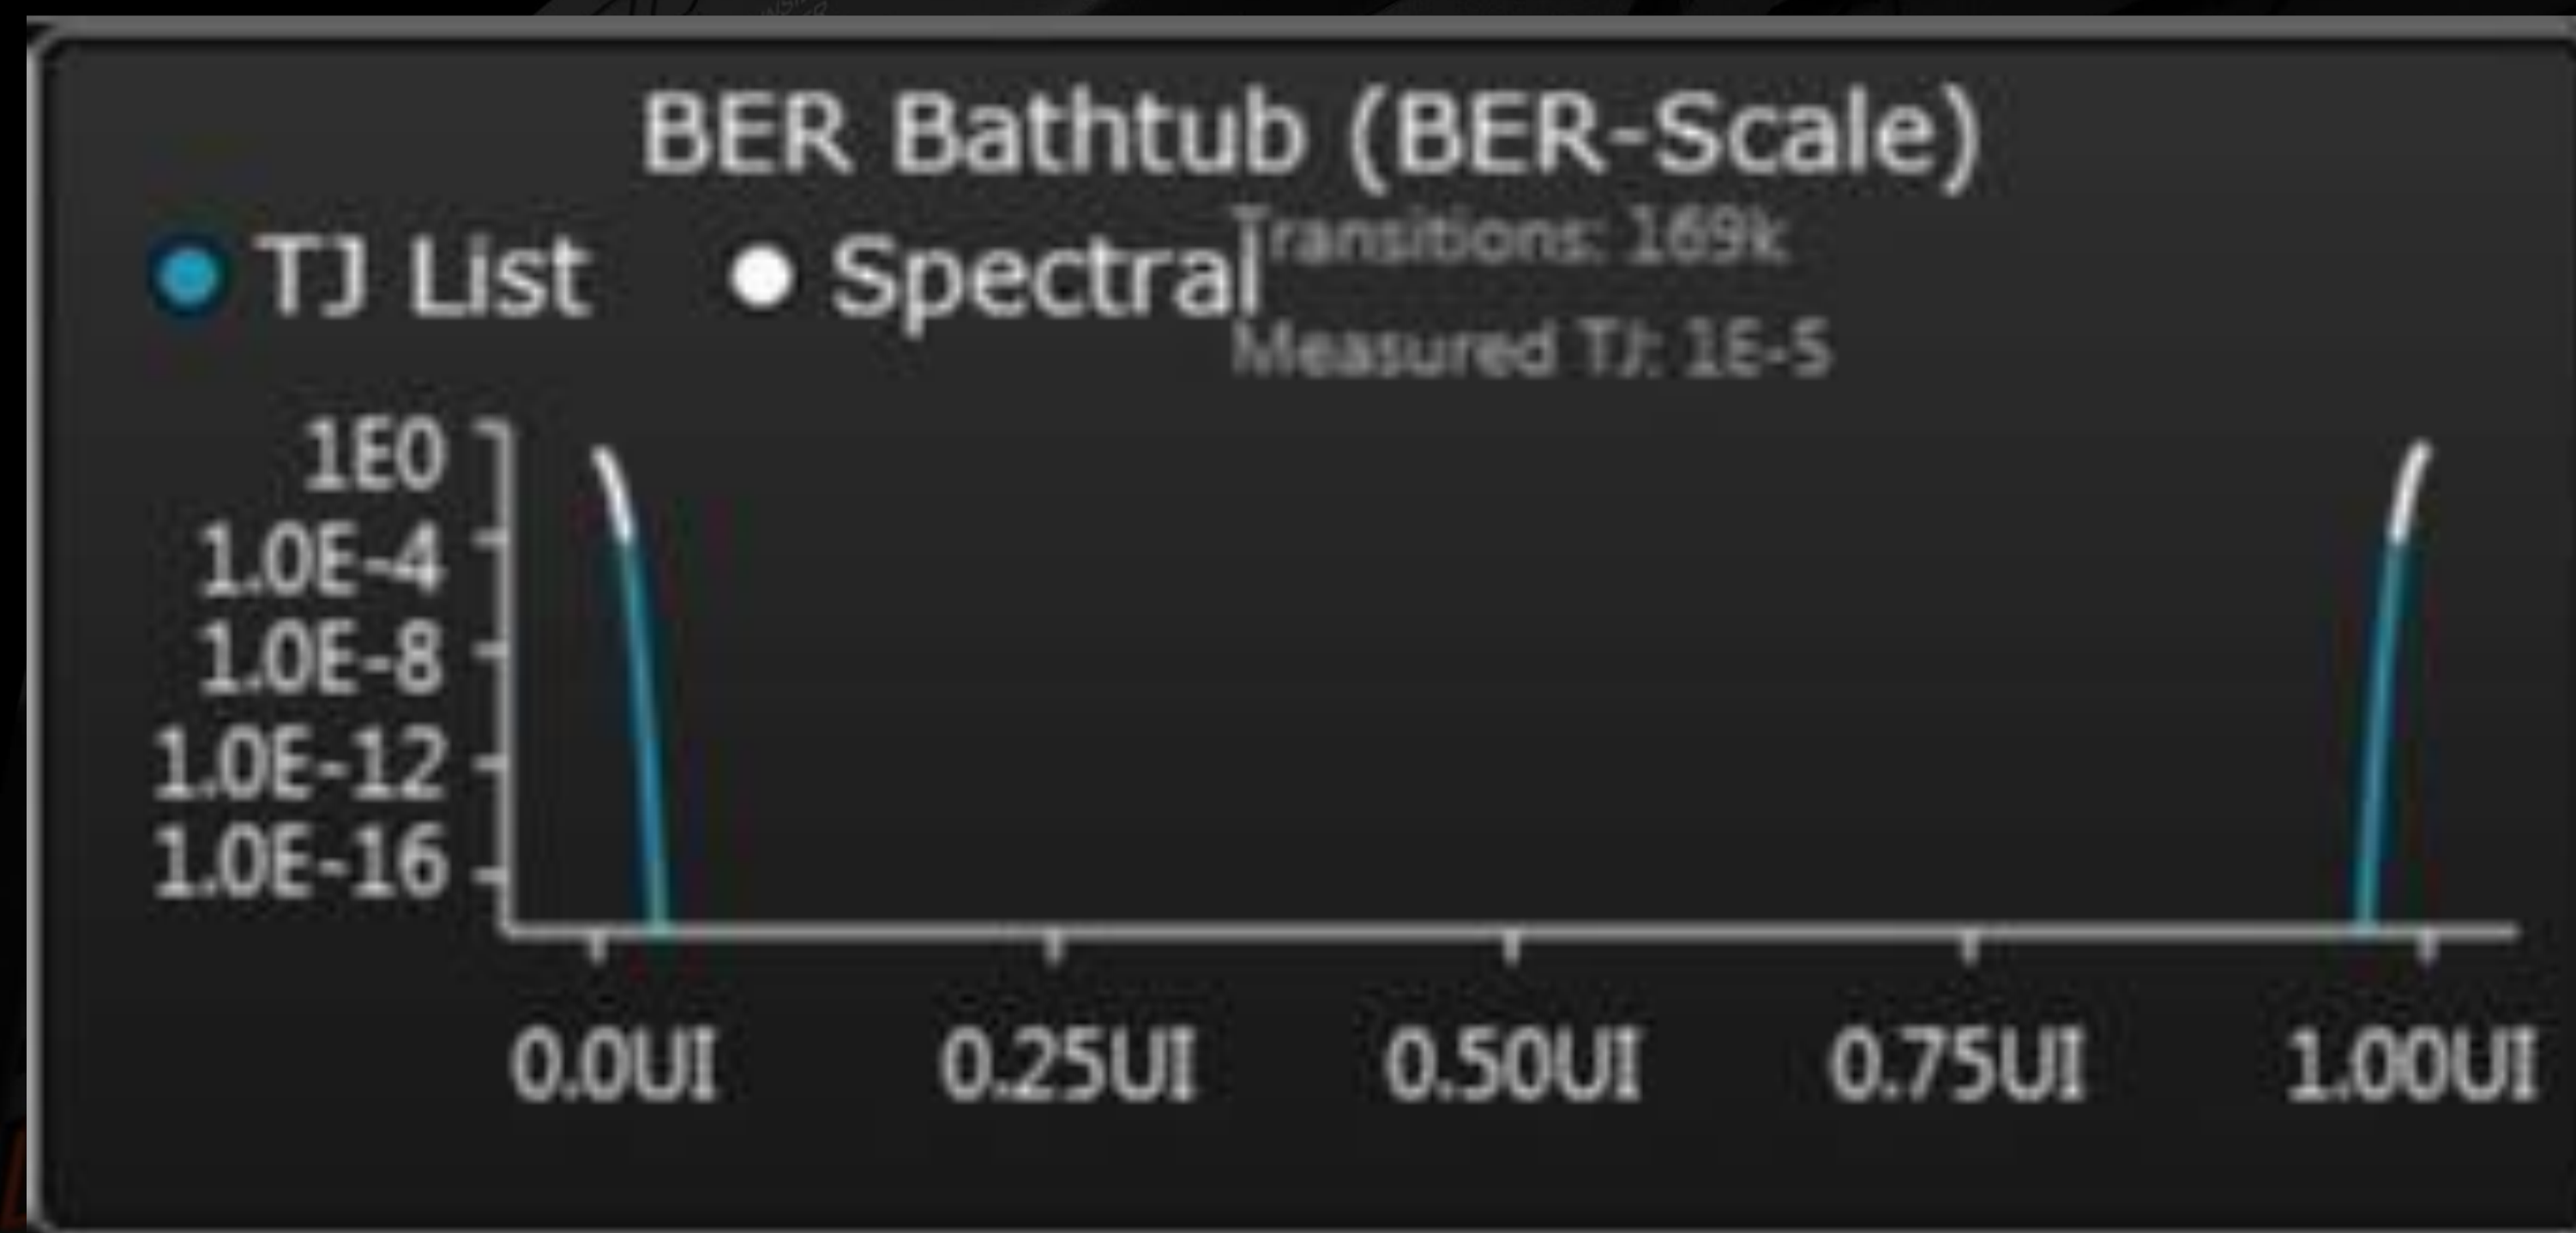 BER Bathtub (BER-Scale)
TJ List
Spectral
Transitions: 169k
Measured TJ: 1E-5
1E0
1.0E-4
1.0E-8
1.0E-12
1.0E-16
0.0UI 0.25UI 0.50UI 0.75UI 1.00UI